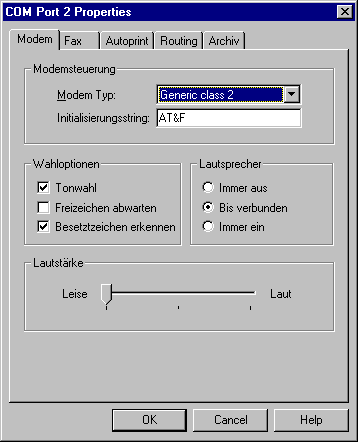 COM Port 2 Properties
Modem Fax Autoprint Routing Archiv
Modemsteuerung
Modem Typ: Generic class 2
Initialisierungsstring: AT&F
Wahloptionen
Tonwahl
Freizeichen abwarten
Besetztzeichen erkennen
Lautsprecher
Immer aus
Bis verbunden
Immer ein
Lautstärke
Leise Laut
OK Cancel Help